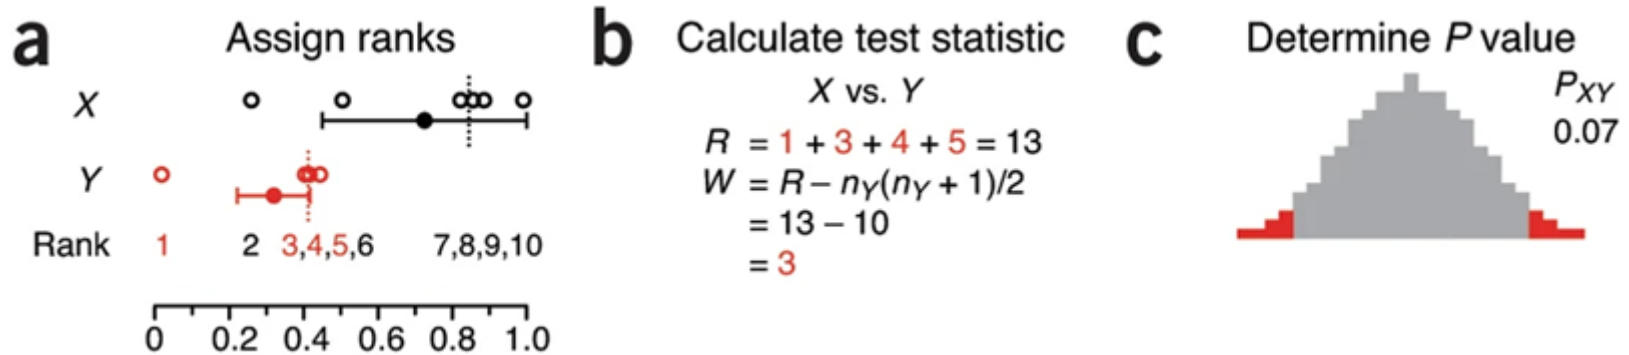 a Assign ranks
X
Y
Rank 1 2 3,4,5,6 7,8,9,10
0 0.2 0.4 0.6 0.8 1.0
b Calculate test statistic
X vs. Y
R = 1 + 3 + 4 + 5 = 13
W = R – nY(nY + 1)/2
= 13 – 10
= 3
c Determine P value
PXY
0.07